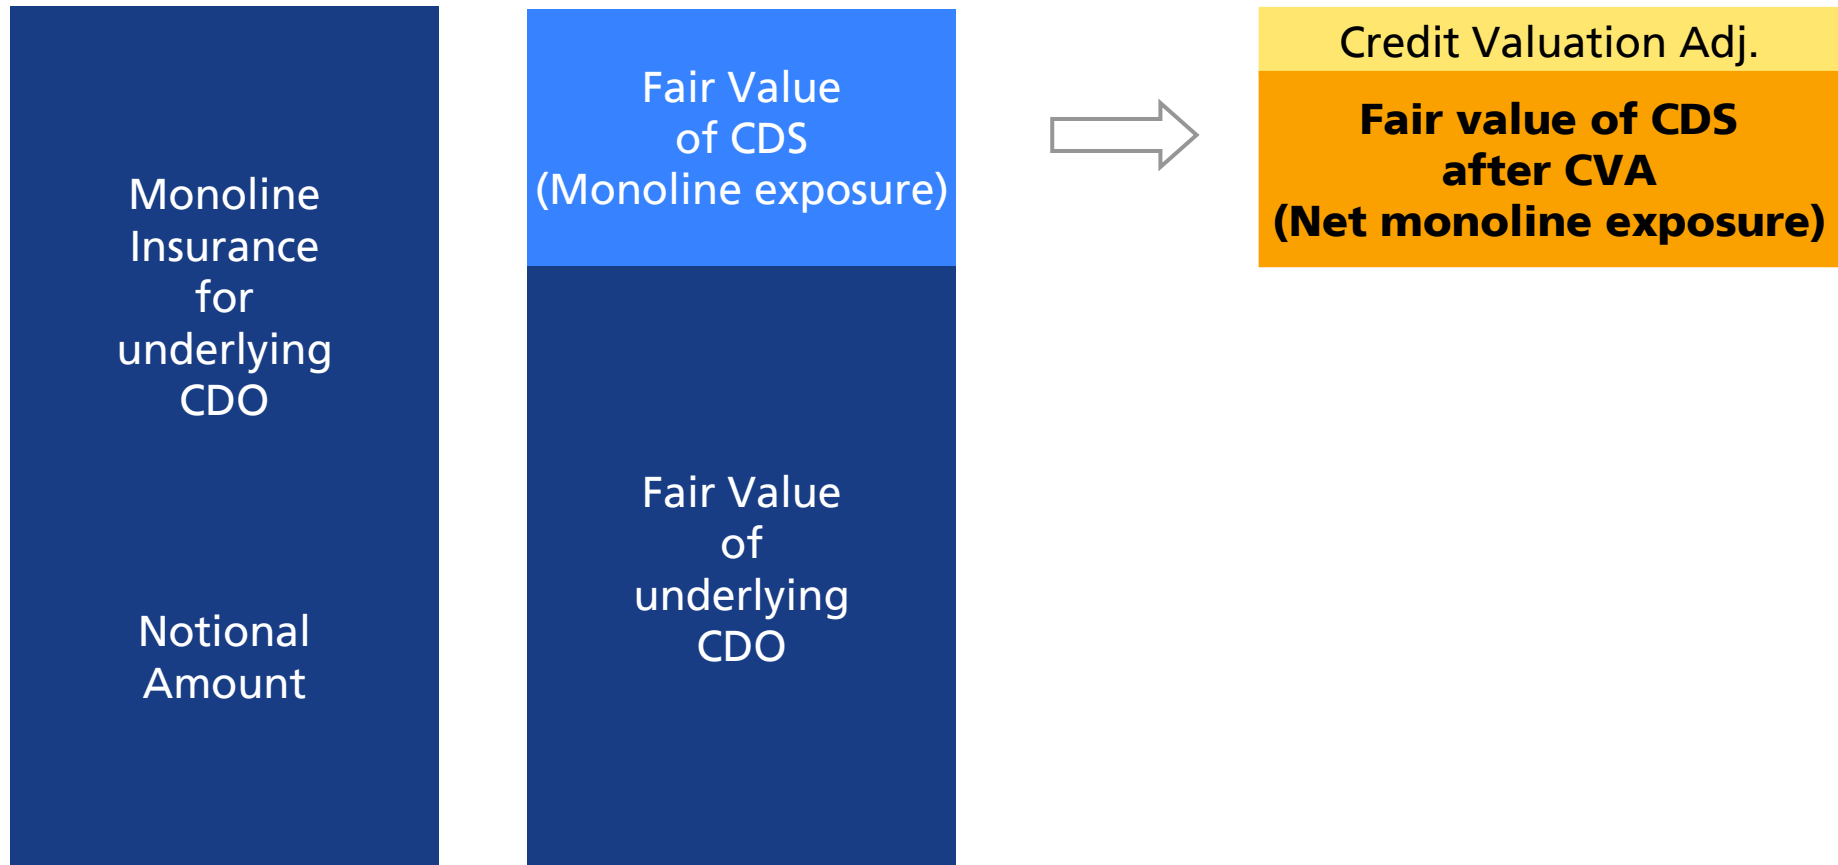 Monoline
Insurance
for
underlying
CDO
Notional
Amount
Fair Value
of CDS
(Monoline exposure)
Fair Value
of
underlying
CDO
Credit Valuation Adj.
Fair value of CDS
after CVA
(Net monoline exposure)